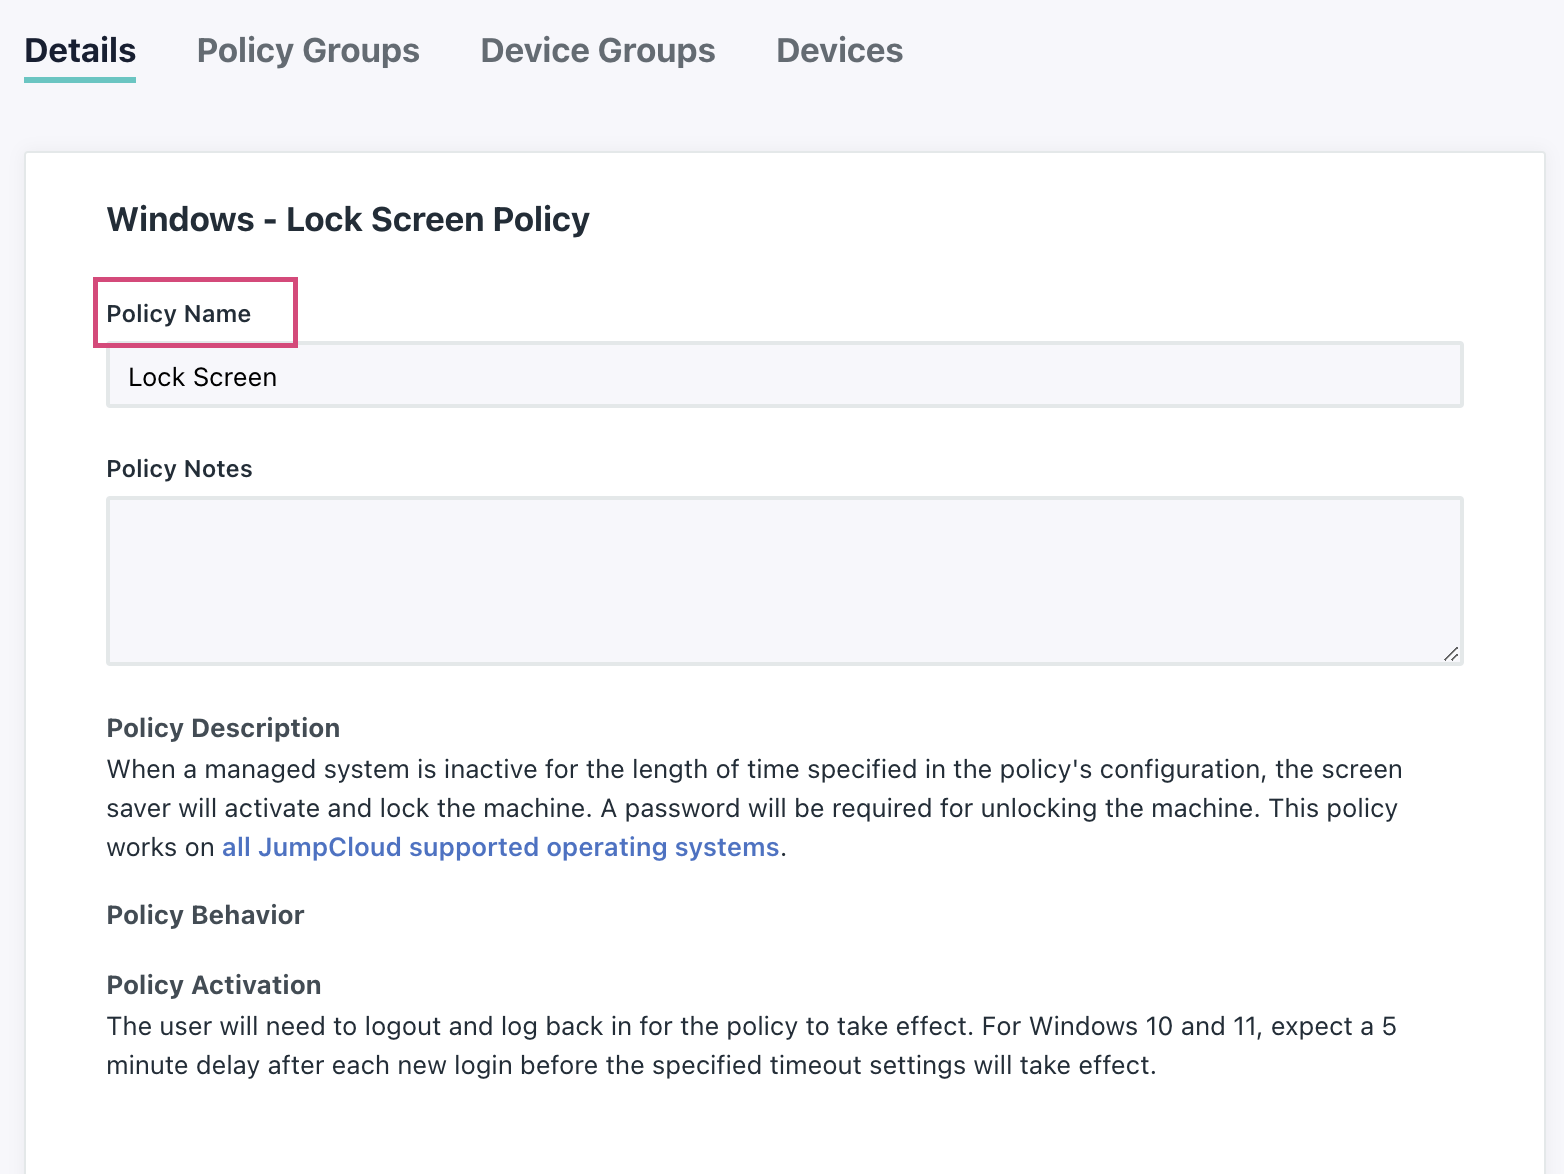 Details Policy Groups Device Groups Devices
Windows - Lock Screen Policy
Policy Name
Lock Screen
Policy Notes
Policy Description
When a managed system is inactive for the length of time specified in the policy's configuration, the screen
saver will activate and lock the machine. A password will be required for unlocking the machine. This policy
works on all JumpCloud supported operating systems.
Policy Behavior
Policy Activation
The user will need to logout and log back in for the policy to take effect. For Windows 10 and 11, expect a 5
minute delay after each new login before the specified timeout settings will take effect.